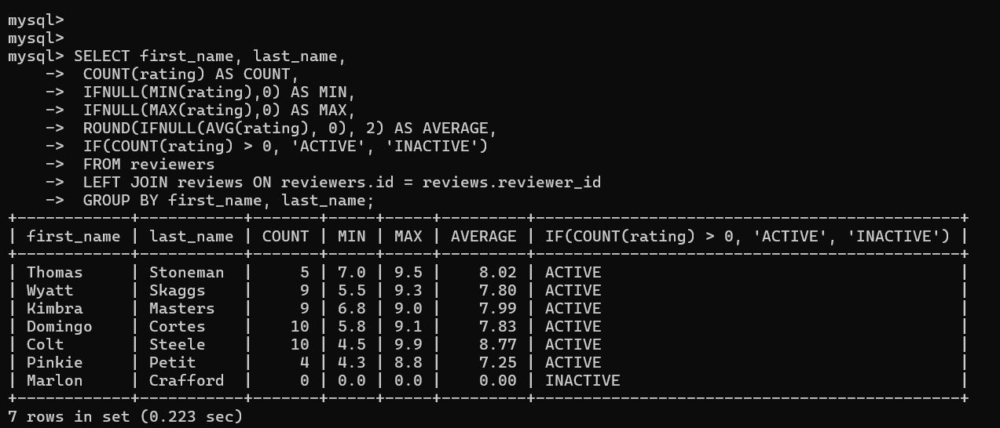 mysql>
mysql>
mysql> SELECT first_name, last_name,
    ->  COUNT(rating) AS COUNT,
    ->  IFNULL(MIN(rating),0) AS MIN,
    ->  IFNULL(MAX(rating),0) AS MAX,
    ->  ROUND(IFNULL(AVG(rating), 0), 2) AS AVERAGE,
    ->  IF(COUNT(rating) > 0, 'ACTIVE', 'INACTIVE')
    ->  FROM reviewers
    ->  LEFT JOIN reviews ON reviewers.id = reviews.reviewer_id
    ->  GROUP BY first_name, last_name;
+------------+-----------+-------+-----+-----+---------+---------------------------------------------+
| first_name | last_name | COUNT | MIN | MAX | AVERAGE | IF(COUNT(rating) > 0, 'ACTIVE', 'INACTIVE') |
+------------+-----------+-------+-----+-----+---------+---------------------------------------------+
| Thomas     | Stoneman  |     5 | 7.0 | 9.5 |    8.02 | ACTIVE                                      |
| Wyatt      | Skaggs    |     9 | 5.5 | 9.3 |    7.80 | ACTIVE                                      |
| Kimbra     | Masters   |     9 | 6.8 | 9.0 |    7.99 | ACTIVE                                      |
| Domingo    | Cortes    |    10 | 5.8 | 9.1 |    7.83 | ACTIVE                                      |
| Colt       | Steele    |    10 | 4.5 | 9.9 |    8.77 | ACTIVE                                      |
| Pinkie     | Petit     |     4 | 4.3 | 8.8 |    7.25 | ACTIVE                                      |
| Marlon     | Crafford  |     0 | 0.0 | 0.0 |    0.00 | INACTIVE                                    |
+------------+-----------+-------+-----+-----+---------+---------------------------------------------+
7 rows in set (0.223 sec)